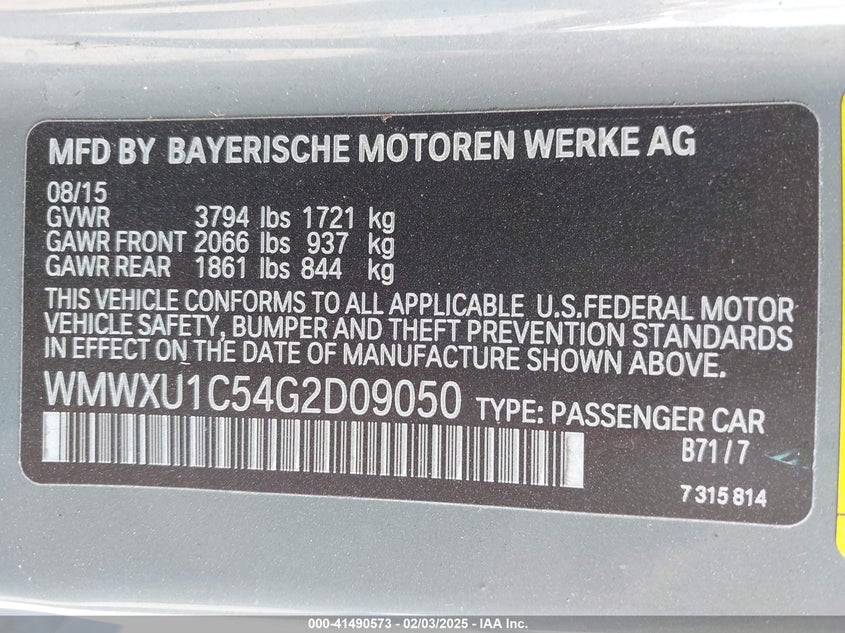 MFD BY BAYERISCHE MOTOREN WERKE AG
08/15
GVWR 3794 lbs 1721 kg
GAWR FRONT 2066 lbs 937 kg
GAWR REAR 1861 lbs 844 kg
THIS VEHICLE CONFORMS TO ALL APPLICABLE U.S.FEDERAL MOTOR
VEHICLE SAFETY, BUMPER AND THEFT PREVENTION STANDARDS
IN EFFECT ON THE DATE OF MANUFACTURE SHOWN ABOVE.
WMWXU1C54G2D09050 TYPE: PASSENGER CAR
B71/7
7 315 814
000-41490573 - 02/03/2025 - IAA Inc.